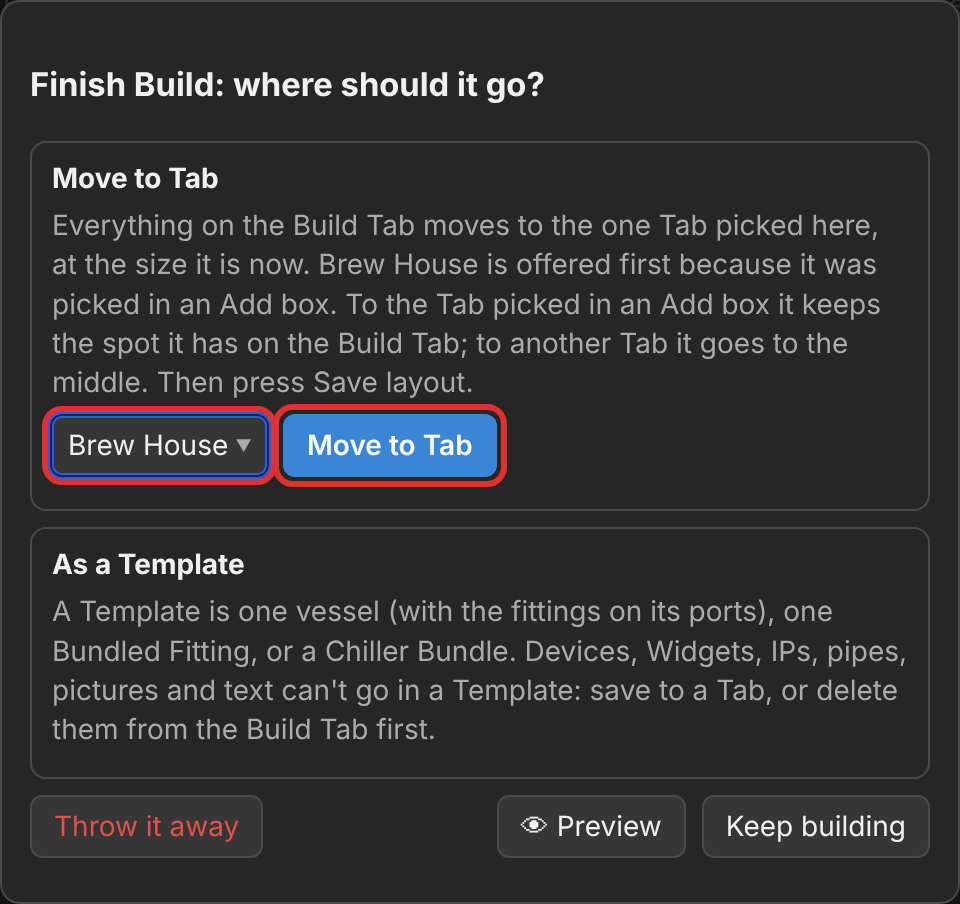 Finish Build: where should it go?
Move to Tab
Everything on the Build Tab moves to the one Tab picked here,
at the size it is now. Brew House is offered first because it was
picked in an Add box. To the Tab picked in an Add box it keeps
the spot it has on the Build Tab; to another Tab it goes to the
middle. Then press Save layout.
Brew House ▾ Move to Tab
As a Template
A Template is one vessel (with the fittings on its ports), one
Bundled Fitting, or a Chiller Bundle. Devices, Widgets, IPs, pipes,
pictures and text can't go in a Template: save to a Tab, or delete
them from the Build Tab first.
Throw it away 👁 Preview Keep building